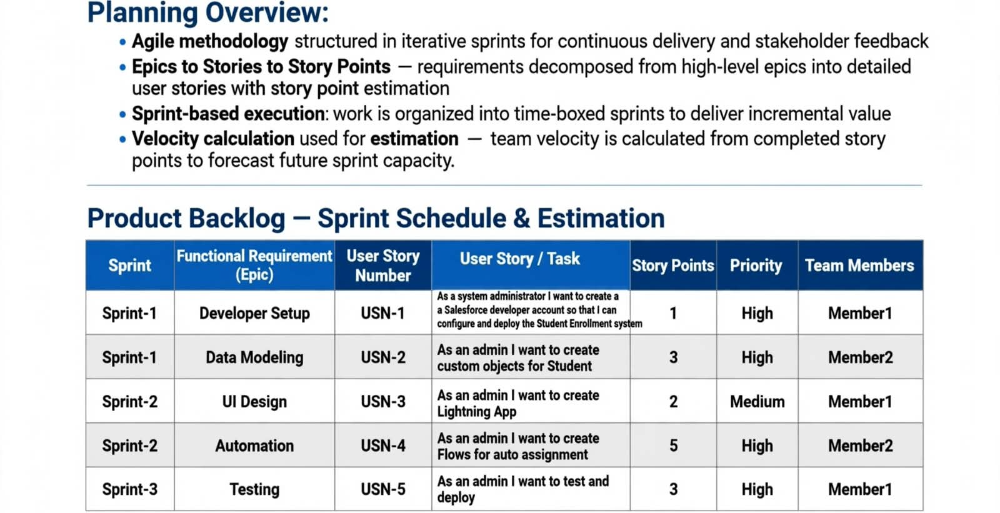 Planning Overview:
• Agile methodology structured in iterative sprints for continuous delivery and stakeholder feedback
• Epics to Stories to Story Points — requirements decomposed from high-level epics into detailed
user stories with story point estimation
• Sprint-based execution: work is organized into time-boxed sprints to deliver incremental value
• Velocity calculation used for estimation — team velocity is calculated from completed story
points to forecast future sprint capacity.
Product Backlog — Sprint Schedule & Estimation
Sprint
Functional Requirement
(Epic)
User Story
Number
User Story / Task
Story Points
Priority
Team Members
Sprint-1
Developer Setup
USN-1
As a system administrator I want to create a
a Salesforce developer account so that I can
configure and deploy the Student Enrollment system
1
High
Member1
Sprint-1
Data Modeling
USN-2
As an admin I want to create
custom objects for Student
3
High
Member2
Sprint-2
UI Design
USN-3
As an admin I want to create
Lightning App
2
Medium
Member1
Sprint-2
Automation
USN-4
As an admin I want to create
Flows for auto assignment
5
High
Member2
Sprint-3
Testing
USN-5
As an admin I want to test and
deploy
3
High
Member1